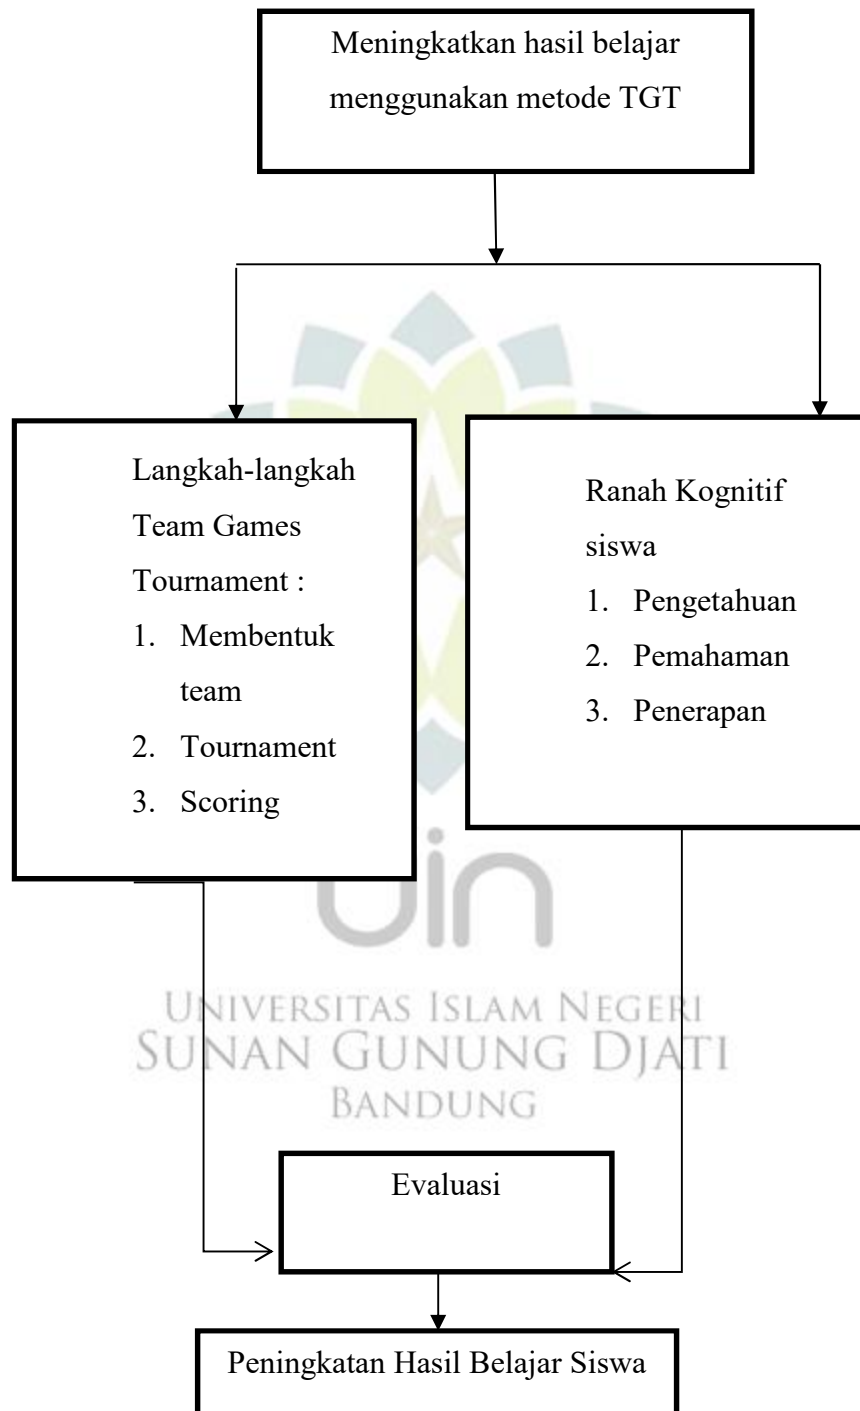 Meningkatkan hasil belajar
menggunakan metode TGT
Langkah-langkah
Team Games
Tournament :
1. Membentuk
team
2. Tournament
3. Scoring
Ranah Kognitif
siswa
1. Pengetahuan
2. Pemahaman
3. Penerapan
uin
UNIVERSITAS ISLAM NEGERI
SUNAN GUNUNG DJATI
BANDUNG
Evaluasi
Peningkatan Hasil Belajar Siswa